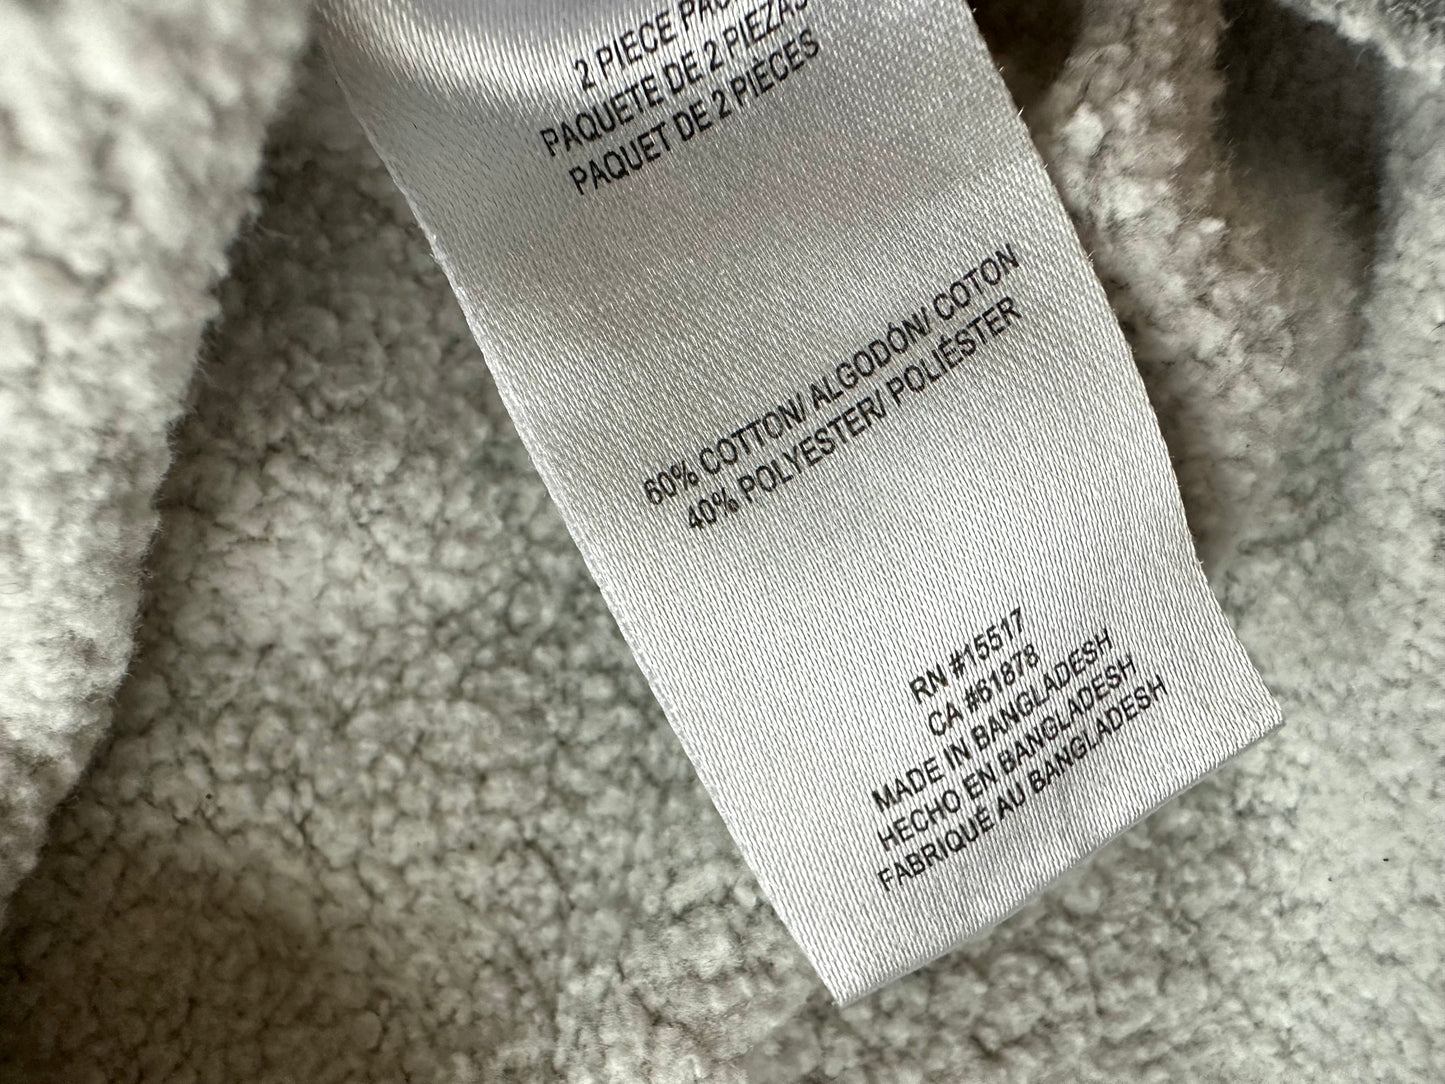 2 PIECE
PAQUETE DE 2 PIEZAS
PAQUET DE 2 PIÈCES
60% COTTON/ ALGODÓN/ COTON
40% POLYESTER/ POLIÉSTER
RN #15517
CA #61878
MADE IN BANGLADESH
HECHO EN BANGLADESH
FABRIQUÉ AU BANGLADESH